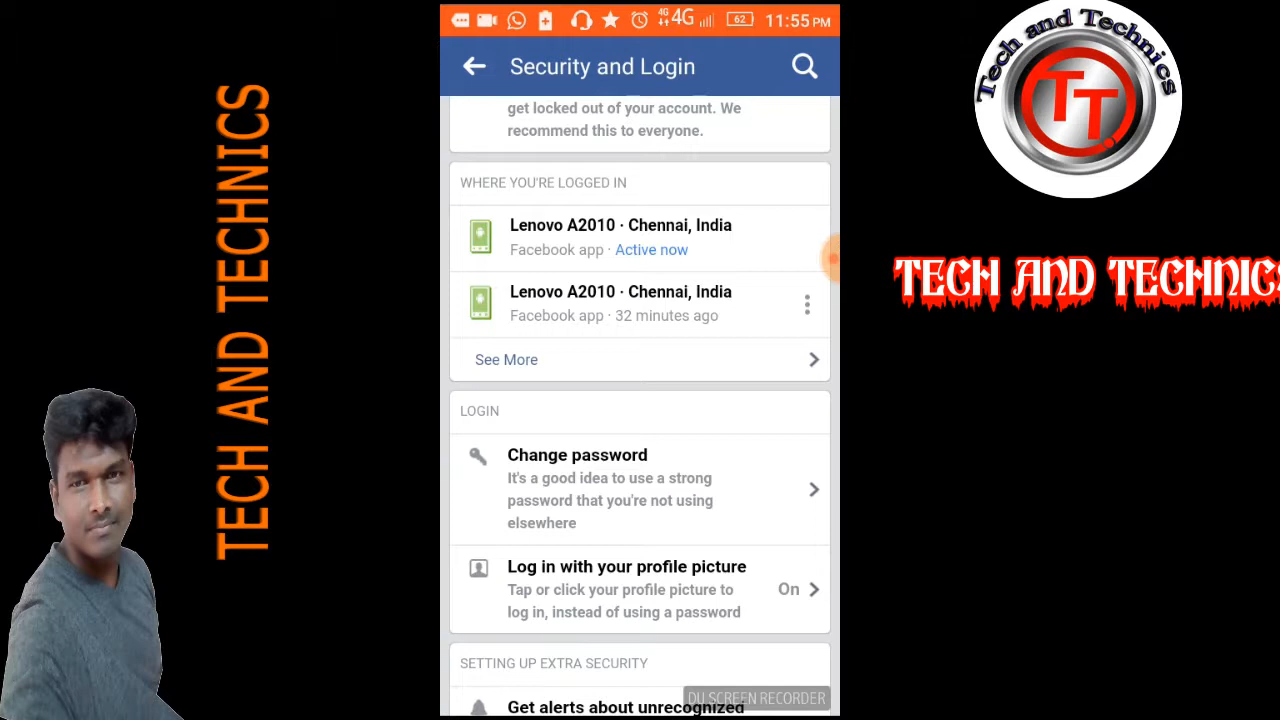 4G 4G 62 11:55 PM
Security and Login
get locked out of your account. We
recommend this to everyone.
WHERE YOU'RE LOGGED IN
Lenovo A2010 · Chennai, India
Facebook app · Active now
Lenovo A2010 · Chennai, India
Facebook app · 32 minutes ago
See More
LOGIN
Change password
It's a good idea to use a strong
password that you're not using
elsewhere
Log in with your profile picture
Tap or click your profile picture to
log in, instead of using a password
On
SETTING UP EXTRA SECURITY
Get alerts about unrecognized
DU SCREEN RECORDER
TECH AND TECHNICS
Tech and Technics
TT
TECH AND TECHNICS